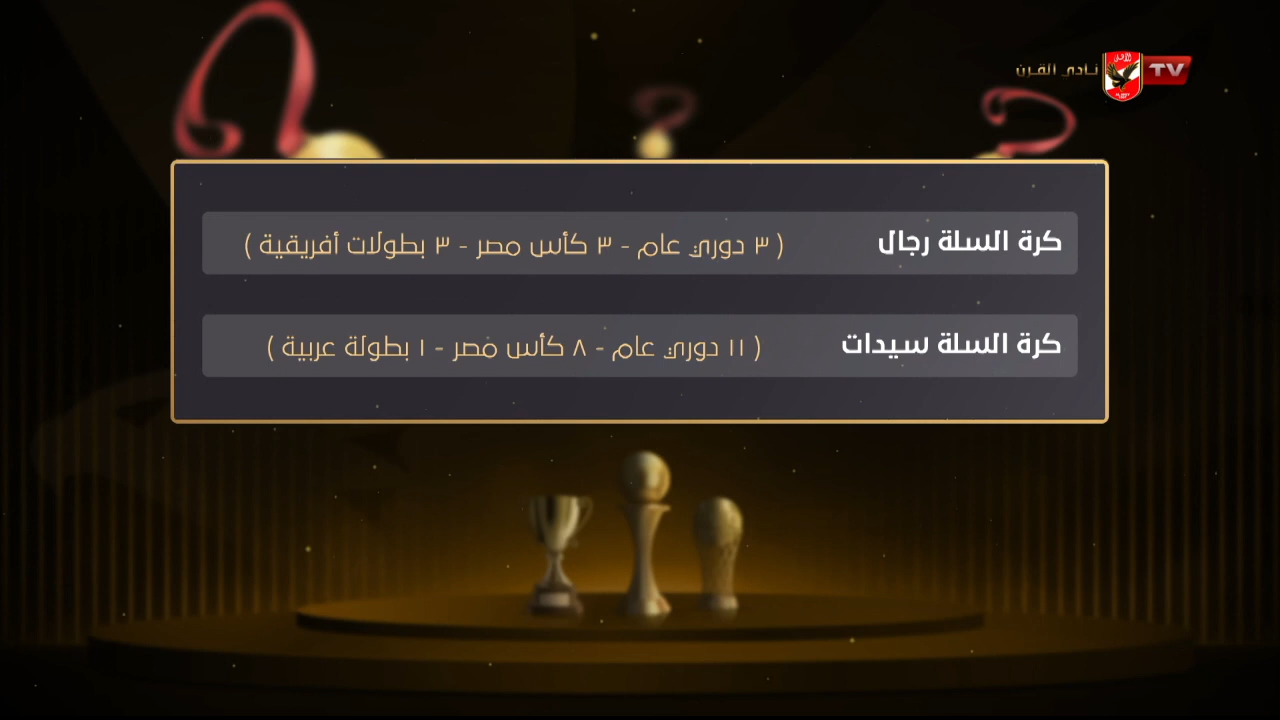 نادي القرن TV
كرة السلة رجال ( ٣ دوري عام - ٣ كأس مصر - ٣ بطولات أفريقية )
كرة السلة سيدات ( ١١ دوري عام - ٨ كأس مصر - ١ بطولة عربية )